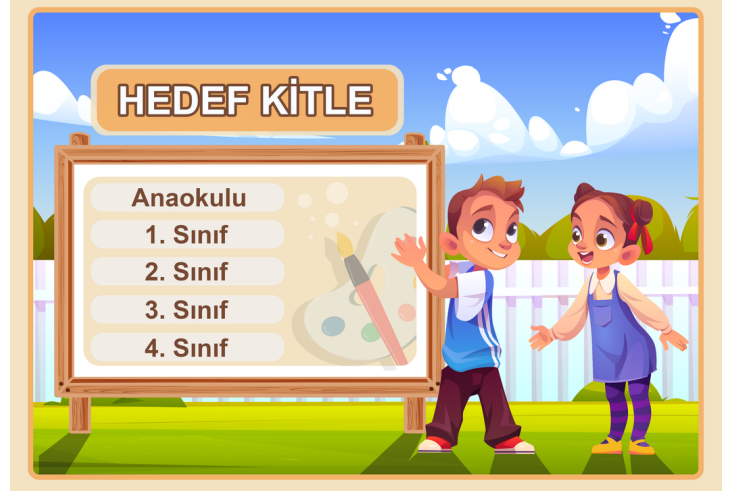 HEDEF KİTLE
Anaokulu
1. Sınıf
2. Sınıf
3. Sınıf
4. Sınıf